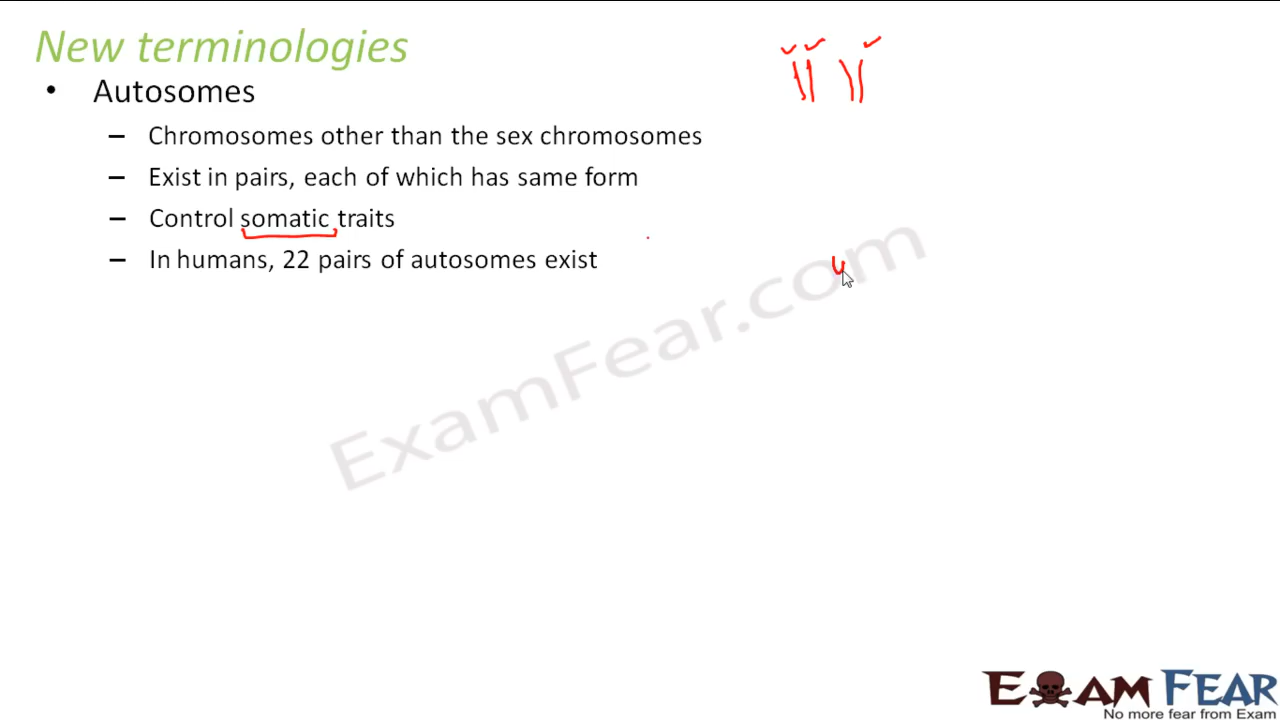 New terminologies
• Autosomes
– Chromosomes other than the sex chromosomes
– Exist in pairs, each of which has same form
– Control somatic traits
– In humans, 22 pairs of autosomes exist
ExamFear.com
EXAM FEAR
No more fear from Exam